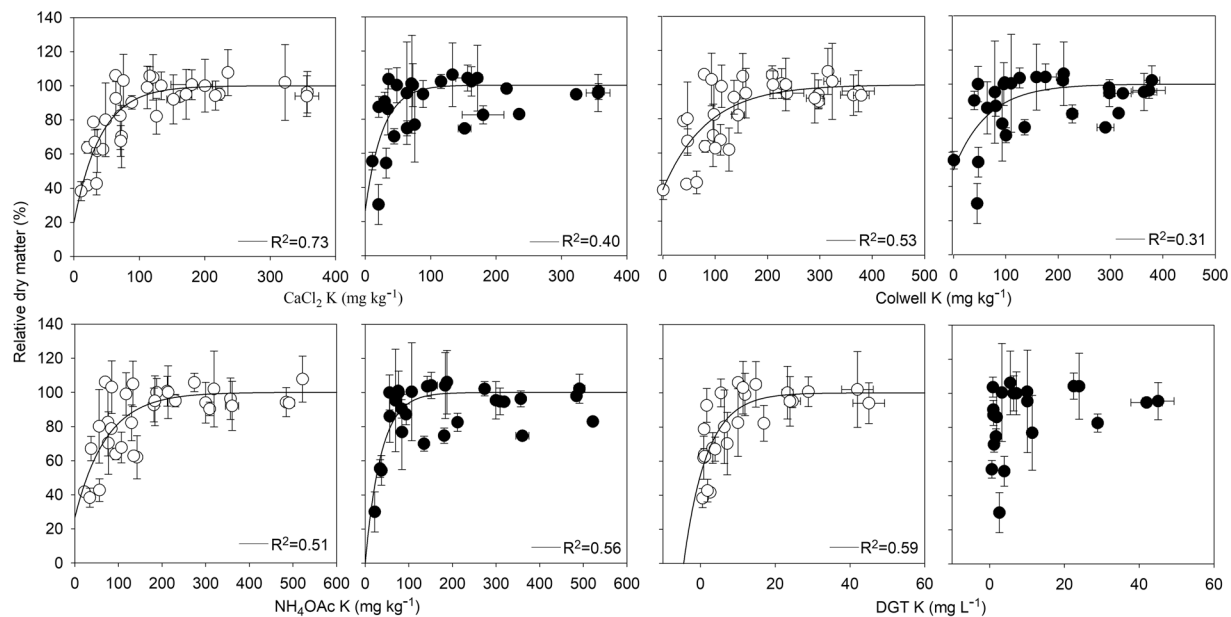 Relative dry matter (%)
140
120
100
80
60
40
20
0
R²=0.73
R²=0.40
R²=0.53
R²=0.31
0 100 200 300 400
0 100 200 300 400
0 100 200 300 400 500
0 100 200 300 400 500
CaCl₂ K (mg kg⁻¹)
Colwell K (mg kg⁻¹)
140
120
100
80
60
40
20
0
R²=0.51
R²=0.56
R²=0.59
0 100 200 300 400 500 600
0 100 200 300 400 500 600
0 20 40 60
0 20 40 60
NH₄OAc K (mg kg⁻¹)
DGT K (mg L⁻¹)